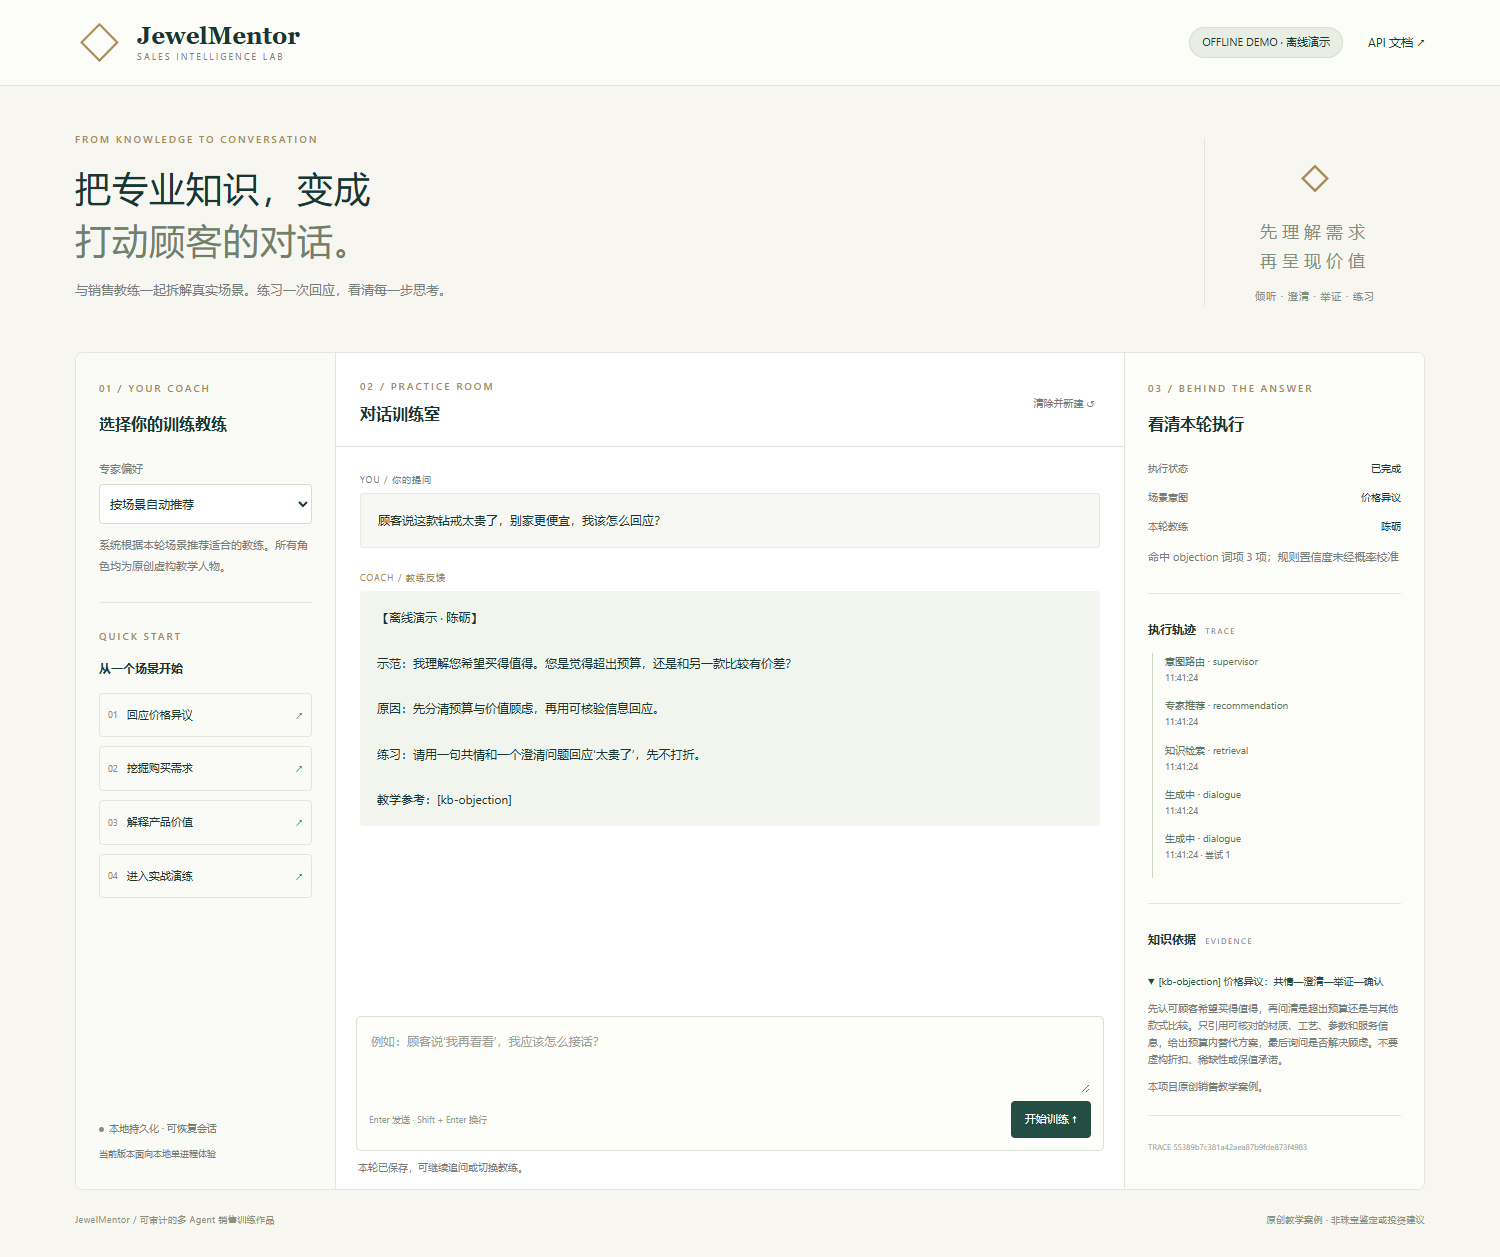 JewelMentor
SALES INTELLIGENCE LAB
OFFLINE DEMO · 离线演示
API 文档 ↗
FROM KNOWLEDGE TO CONVERSATION
把专业知识，变成
打动顾客的对话。
与销售教练一起拆解真实场景。练习一次回应，看清每一步思考。
先理解需求
再呈现价值
倾听 · 澄清 · 举证 · 练习
01 / YOUR COACH
选择你的训练教练
专家偏好
按场景自动推荐
系统根据本轮场景推荐适合的教练。所有角
色均为原创虚构教学人物。
QUICK START
从一个场景开始
01 回应价格异议 ↗
02 挖掘购买需求 ↗
03 解释产品价值 ↗
04 进入实战演练 ↗
本地持久化 · 可恢复会话
当前版本面向本地单进程体验
02 / PRACTICE ROOM
对话训练室
清除并新建 ↺
YOU / 你的提问
顾客说这款钻戒太贵了，别家更便宜，我该怎么回应？
COACH / 教练反馈
【离线演示 · 陈砺】
示范：我理解您希望买得值得。您是觉得超出预算，还是和另一款比较有价差？
原因：先分清预算与价值顾虑，再用可核验信息回应。
练习：请用一句共情和一个澄清问题回应‘太贵了’，先不打折。
教学参考：[kb-objection]
例如：顾客说‘我再看看’，我应该怎么接话？
Enter 发送 · Shift + Enter 换行
开始训练 ↑
本轮已保存，可继续追问或切换教练。
03 / BEHIND THE ANSWER
看清本轮执行
执行状态 已完成
场景意图 价格异议
本轮教练 陈砺
命中 objection 词项 3 项；规则置信度未经概率校准
执行轨迹 TRACE
意图路由 · supervisor
11:41:24
专家推荐 · recommendation
11:41:24
知识检索 · retrieval
11:41:24
生成中 · dialogue
11:41:24
生成中 · dialogue
11:41:24 · 尝试 1
知识依据 EVIDENCE
▼ [kb-objection] 价格异议：共情—澄清—举证—确认
先认可顾客希望买得值得，再问清是超出预算还是与其他
款式比较。只引用可核对的材质、工艺、参数和服务信
息，给出预算内替代方案，最后询问是否解决顾虑。不要
虚构折扣、稀缺性或保值承诺。
本项目原创销售教学案例。
TRACE 55389b7c381a42aea87b9fde873f4983
JewelMentor / 可审计的多 Agent 销售训练作品
原创教学案例 · 非珠宝鉴定或投资建议